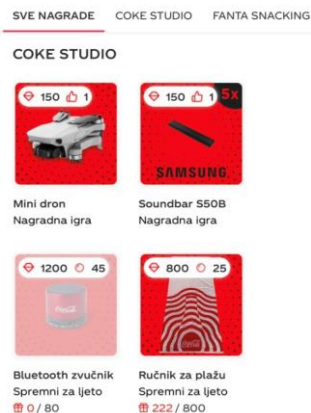 SVE NAGRADE COKE STUDIO FANTA SNACKING
COKE STUDIO
150 1
150 1 5x
SAMSUNG
Mini dron
Nagradna igra
Soundbar S50B
Nagradna igra
1200 45
800 25
Coca-Cola
Bluetooth zvučnik
Spremni za ljeto
0 / 80
Ručnik za plažu
Spremni za ljeto
222 / 800